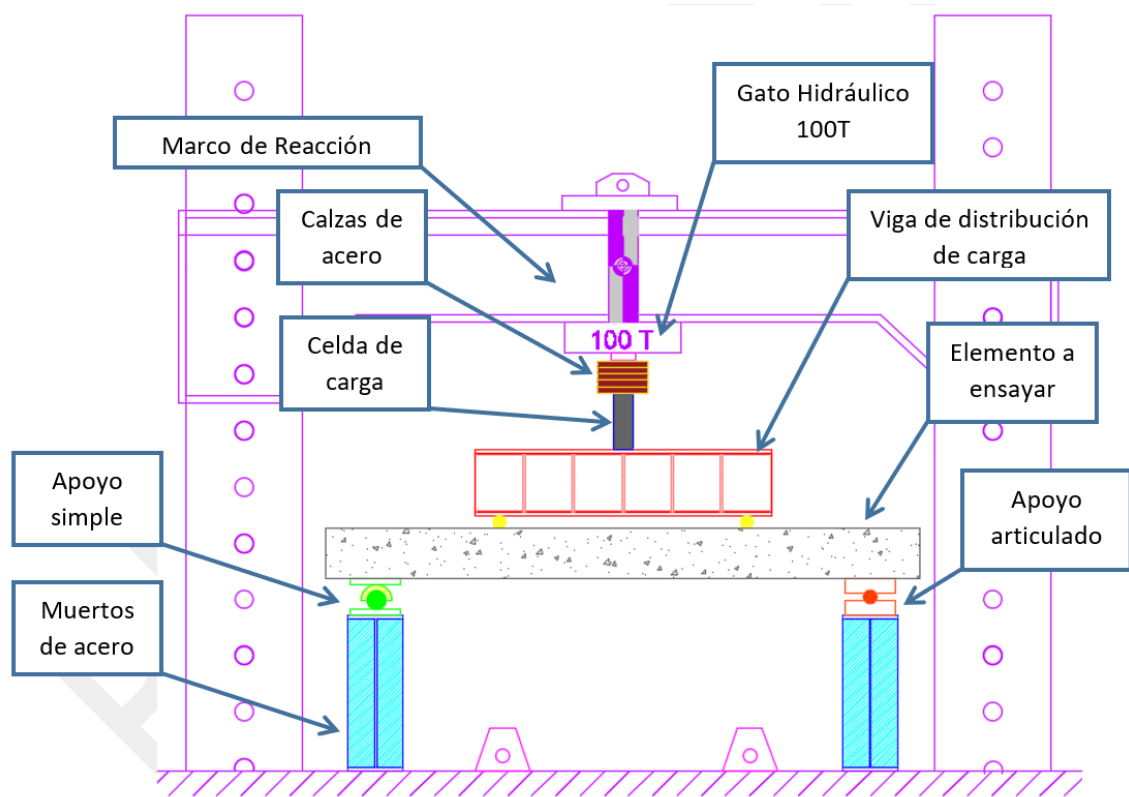 Gato Hidráulico
100T
Marco de Reacción
Calzas de
acero
Viga de distribución
de carga
100 T
Celda de
carga
Elemento a
ensayar
Apoyo
simple
Apoyo
articulado
Muertos
de acero